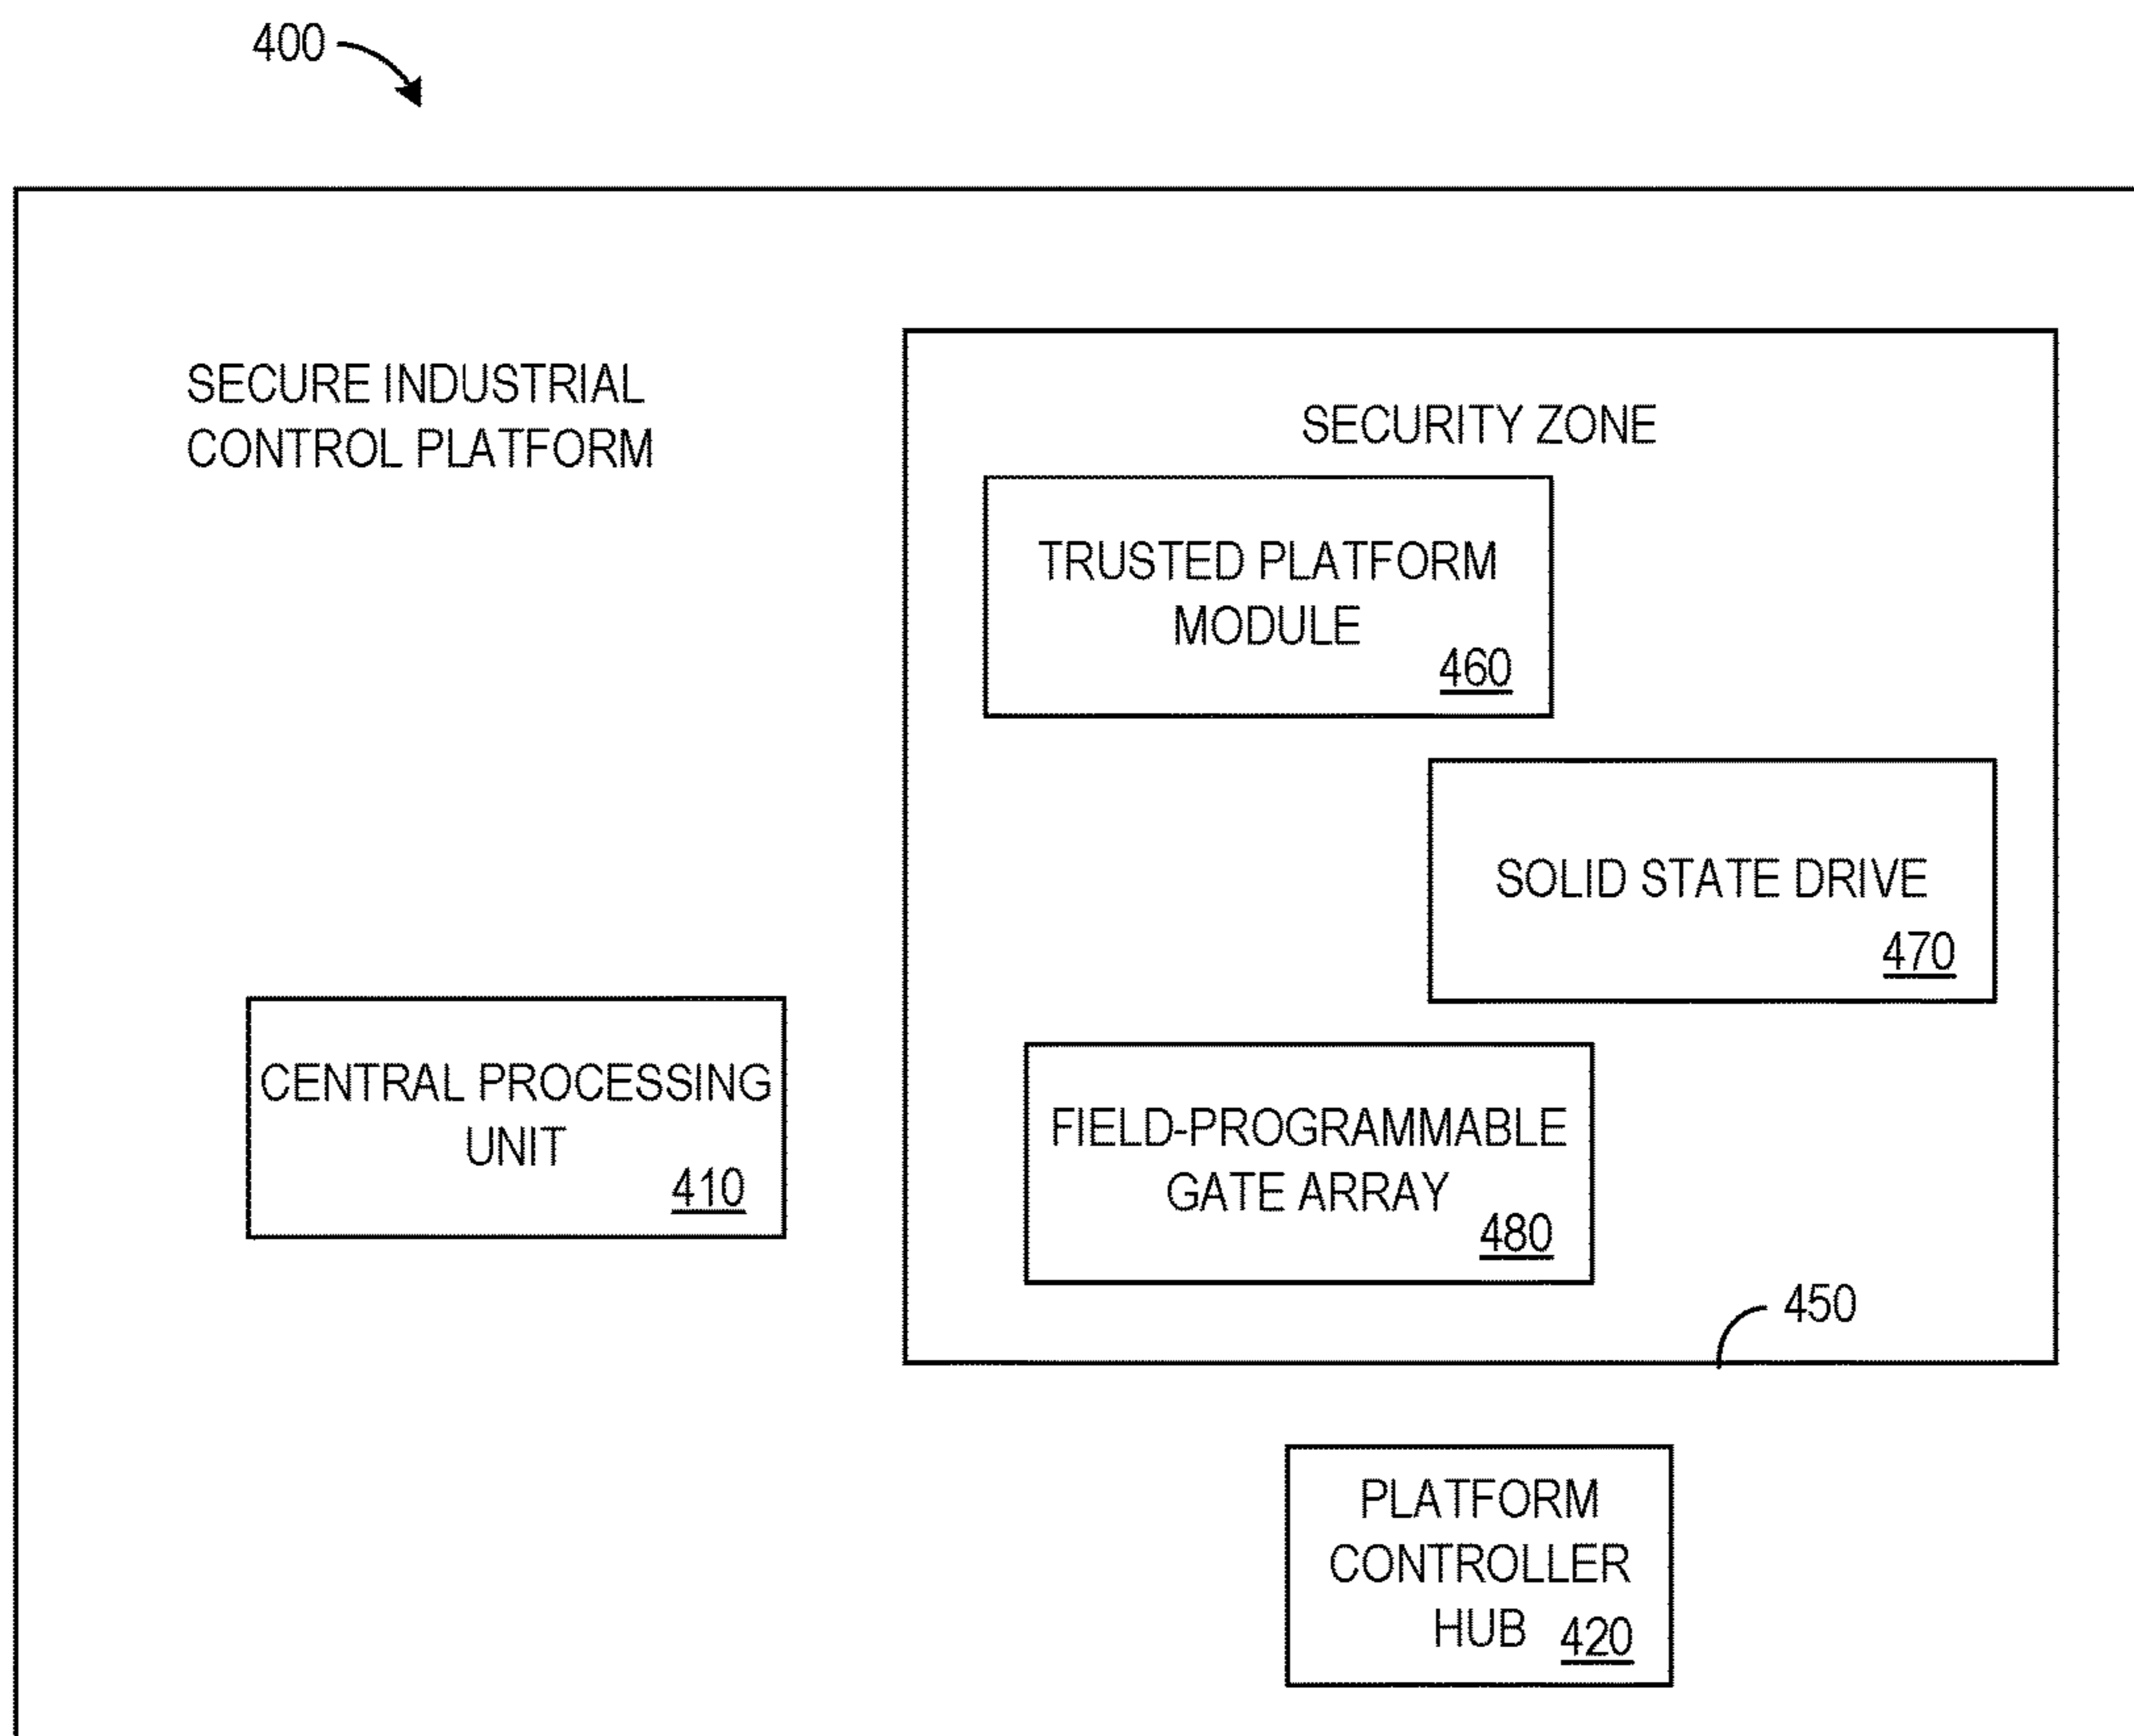 400
SECURE INDUSTRIAL
CONTROL PLATFORM
SECURITY ZONE
TRUSTED PLATFORM
MODULE
460
SOLID STATE DRIVE
470
CENTRAL PROCESSING
UNIT
410
FIELD-PROGRAMMABLE
GATE ARRAY
480
450
PLATFORM
CONTROLLER
HUB 420